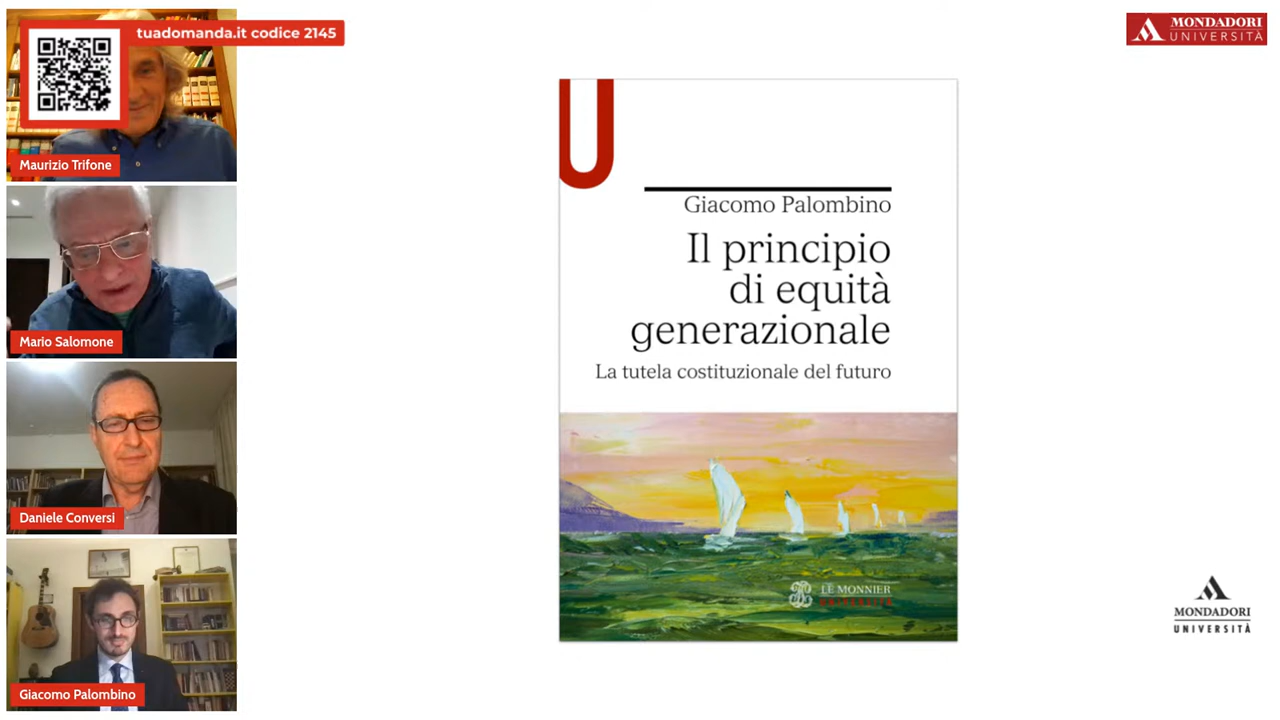 tuadomanda.it codice 2145
Maurizio Trifone
Mario Salomone
Daniele Conversi
Giacomo Palombino
MONDADORI
UNIVERSITÀ
U
Giacomo Palombino
Il principio
di equità
generazionale
La tutela costituzionale del futuro
LE MONNIER
UNIVERSITÀ
MONDADORI
UNIVERSITÀ